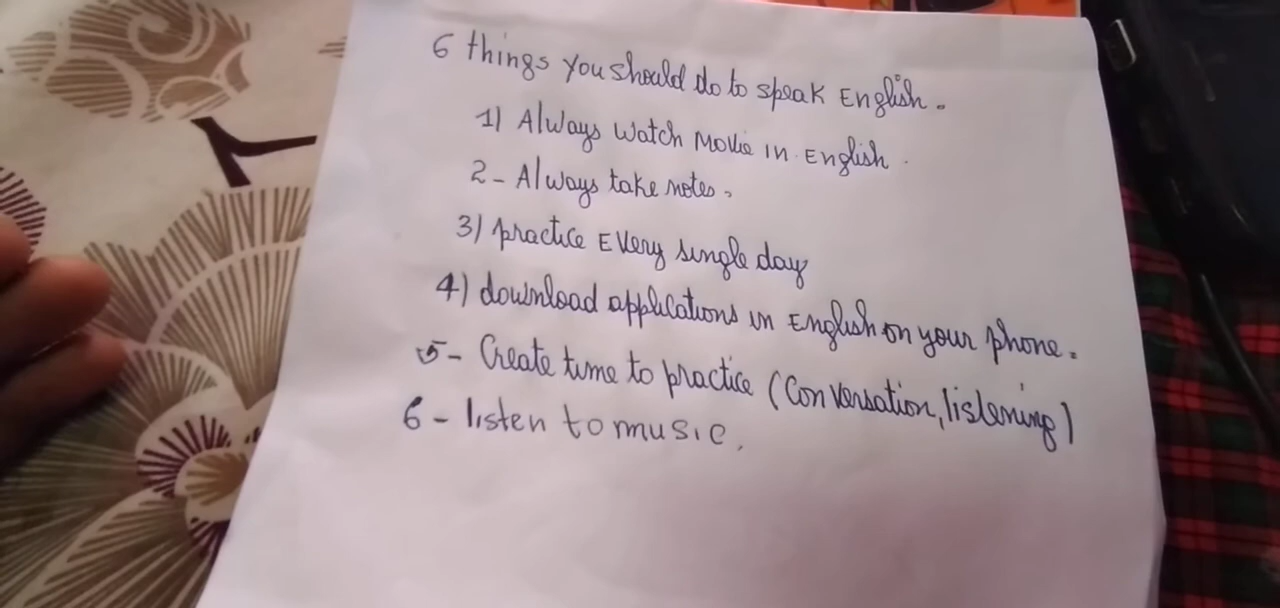 6 things you should do to speak English.
1) Always watch Movie in English.
2- Always take notes.
3) practice Every single day
4) download applications in English on your phone.
5- Create time to practice (Conversation, listening)
6- listen to music.